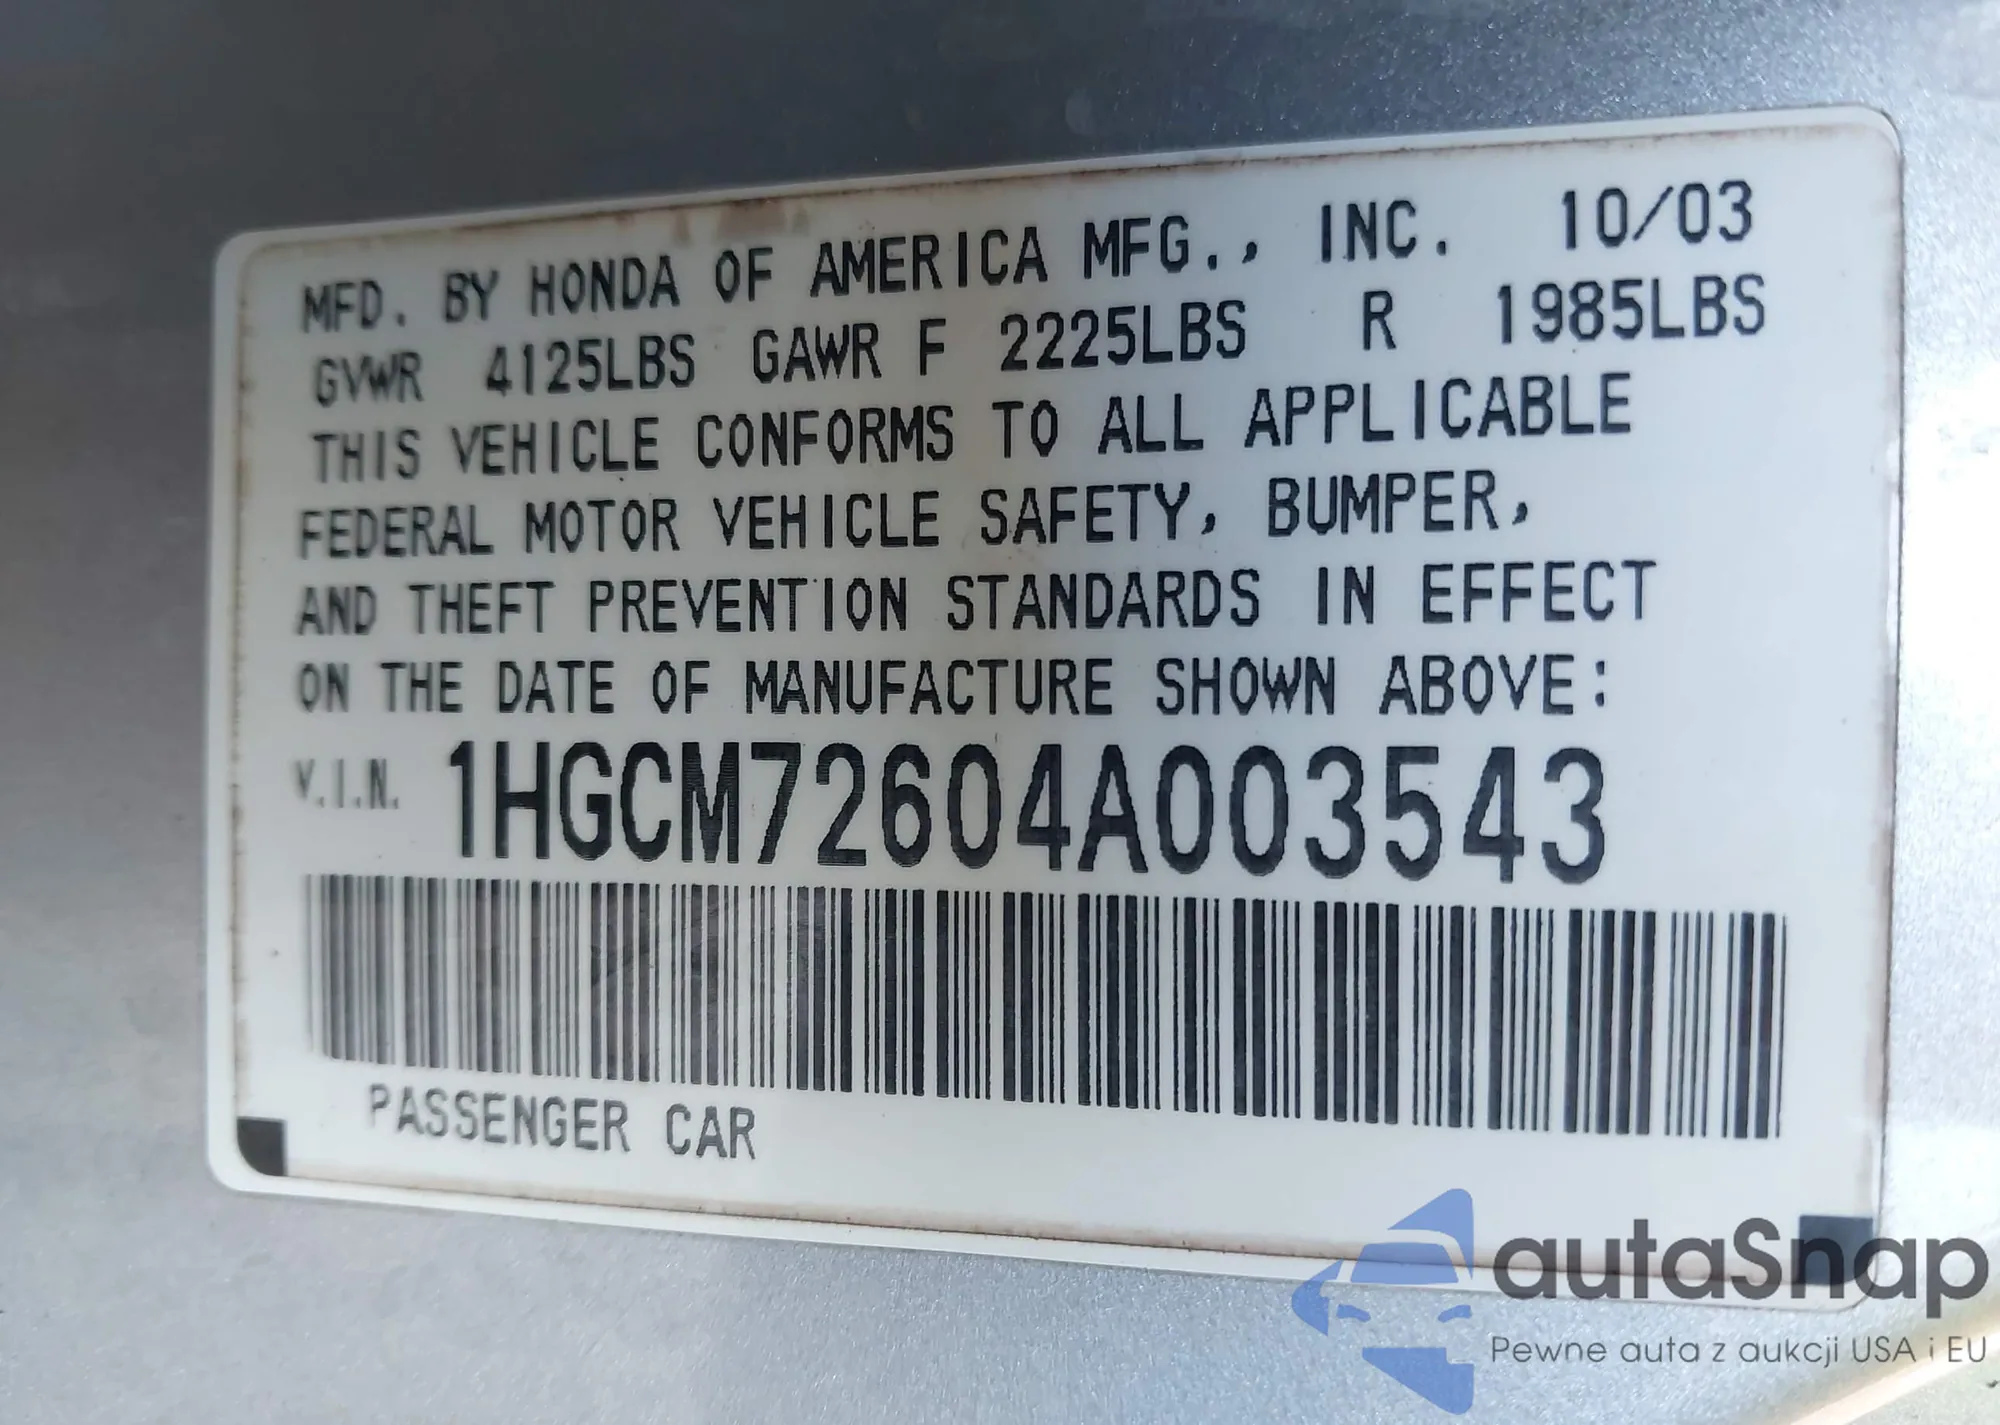 MFD. BY HONDA OF AMERICA MFG., INC. 10/03
GVWR 4125LBS GAWR F 2225LBS R 1985LBS
THIS VEHICLE CONFORMS TO ALL APPLICABLE
FEDERAL MOTOR VEHICLE SAFETY, BUMPER,
AND THEFT PREVENTION STANDARDS IN EFFECT
ON THE DATE OF MANUFACTURE SHOWN ABOVE:
V.I.N. 1HGCM72604A003543
PASSENGER CAR
autaSnap
Pewne auta z aukcji USA i EU